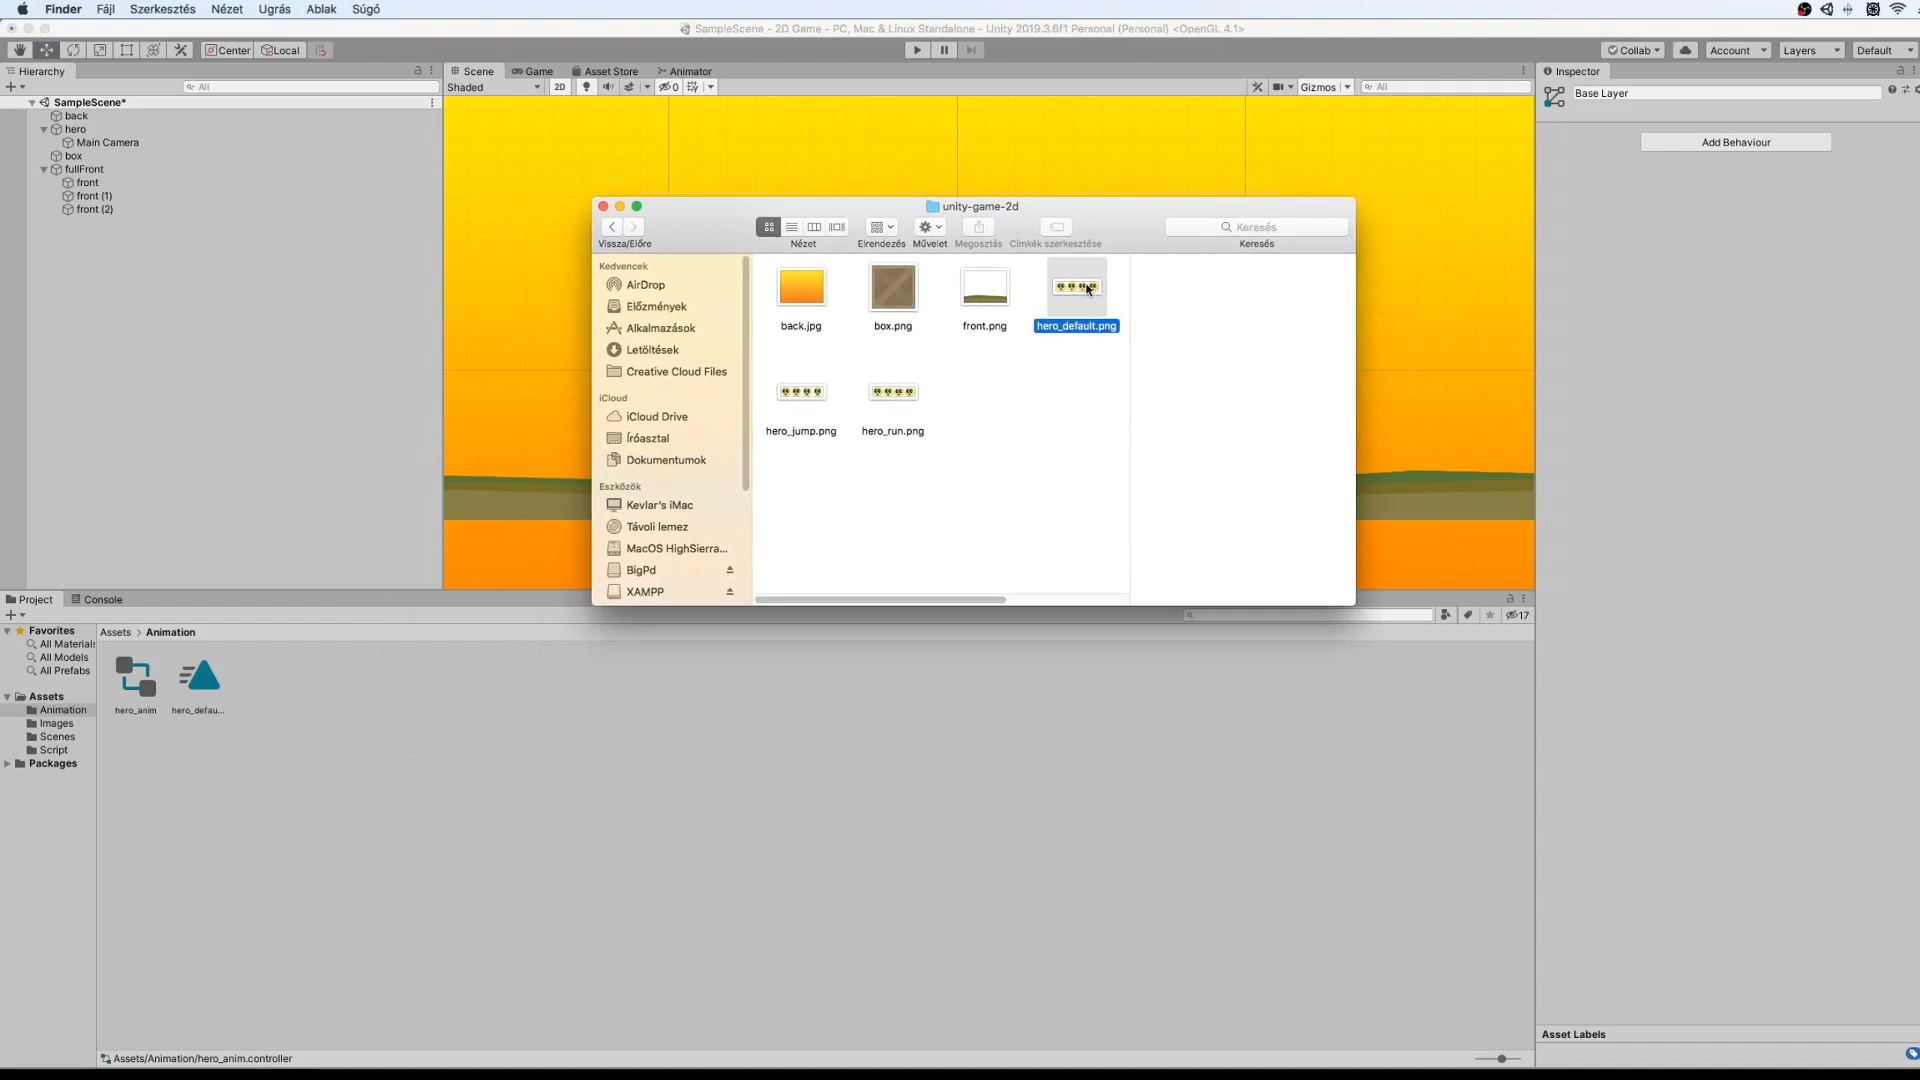 Finder Fájl Szerkesztés Nézet Ugrás Ablak Súgó
SampleScene - 2D Game - PC, Mac & Linux Standalone - Unity 2019.3.6f1 Personal (Personal) <OpenGL 4.1>
Center Local Collab Account Layers Default
Hierarchy
All
SampleScene*
back
hero
Main Camera
box
fullFront
front
front (1)
front (2)
Scene Game Asset Store Animator
Shaded 2D 0 Gizmos All
Inspector
Base Layer
Add Behaviour
unity-game-2d
Vissza/Előre Nézet Elrendezés Művelet Megosztás Címkék szerkesztése Keresés
Keresés
Kedvencek
AirDrop
Előzmények
Alkalmazások
Letöltések
Creative Cloud Files
iCloud
iCloud Drive
Íróasztal
Dokumentumok
Eszközök
Kevlar's iMac
Távoli lemez
MacOS HighSierra...
BigPd
XAMPP
back.jpg box.png front.png hero_default.png
hero_jump.png hero_run.png
Project Console
17
Favorites
All Materials
All Models
All Prefabs
Assets
Animation
Images
Scenes
Script
Packages
Assets > Animation
hero_anim hero_defau...
Assets/Animation/hero_anim.controller
Asset Labels